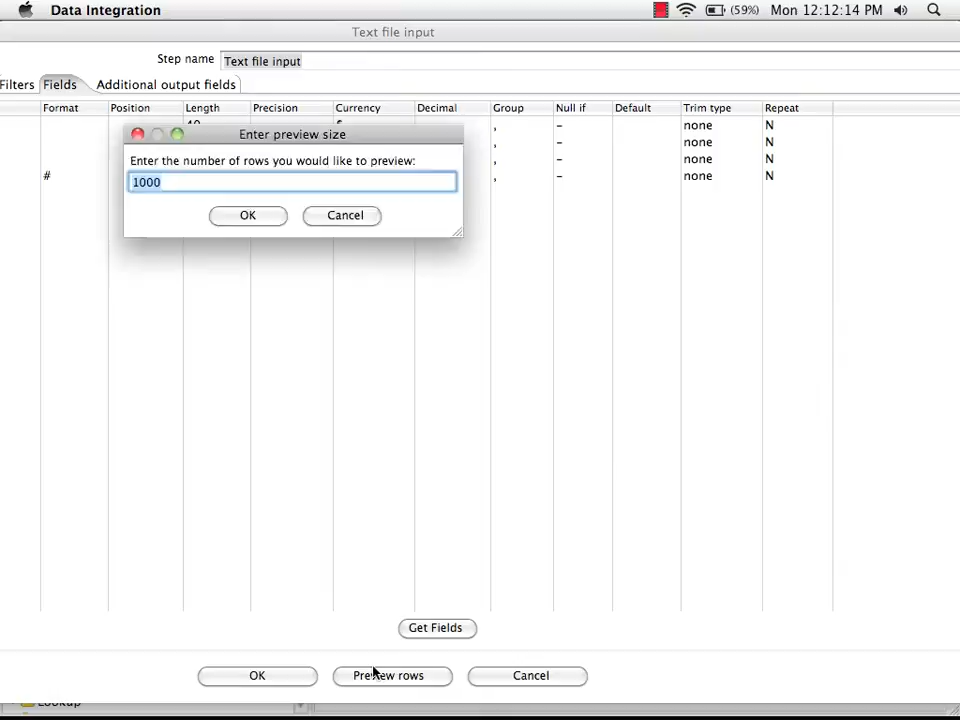 Data Integration (59%) Mon 12:12:14 PM
Text file input
Step name Text file input
Filters Fields Additional output fields
Format Position Length Precision Currency Decimal Group Null if Default Trim type Repeat
, - none N
, - none N
, - none N
# , - none N
Enter preview size
Enter the number of rows you would like to preview:
1000
OK Cancel
Get Fields
OK Preview rows Cancel
Lookup